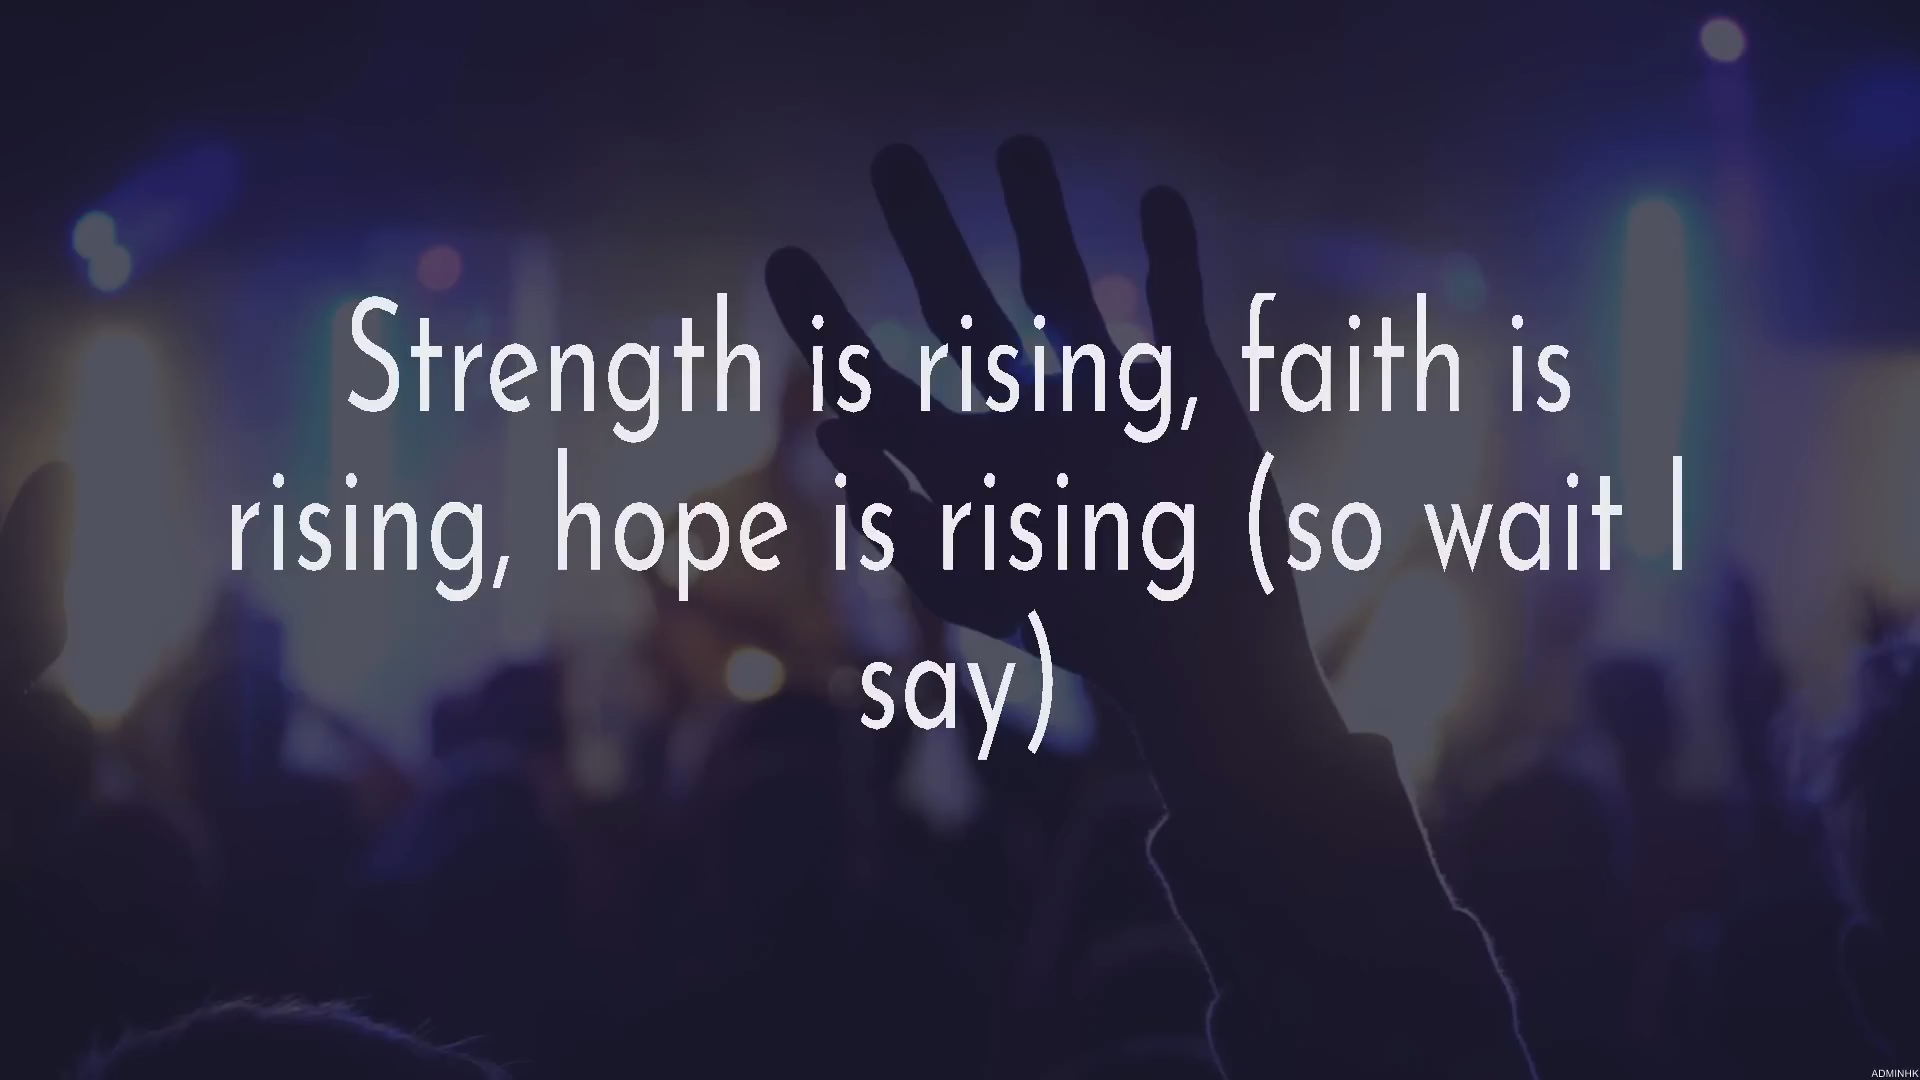 Strength is rising, faith is
rising, hope is rising (so wait I
say)
ADMINHK